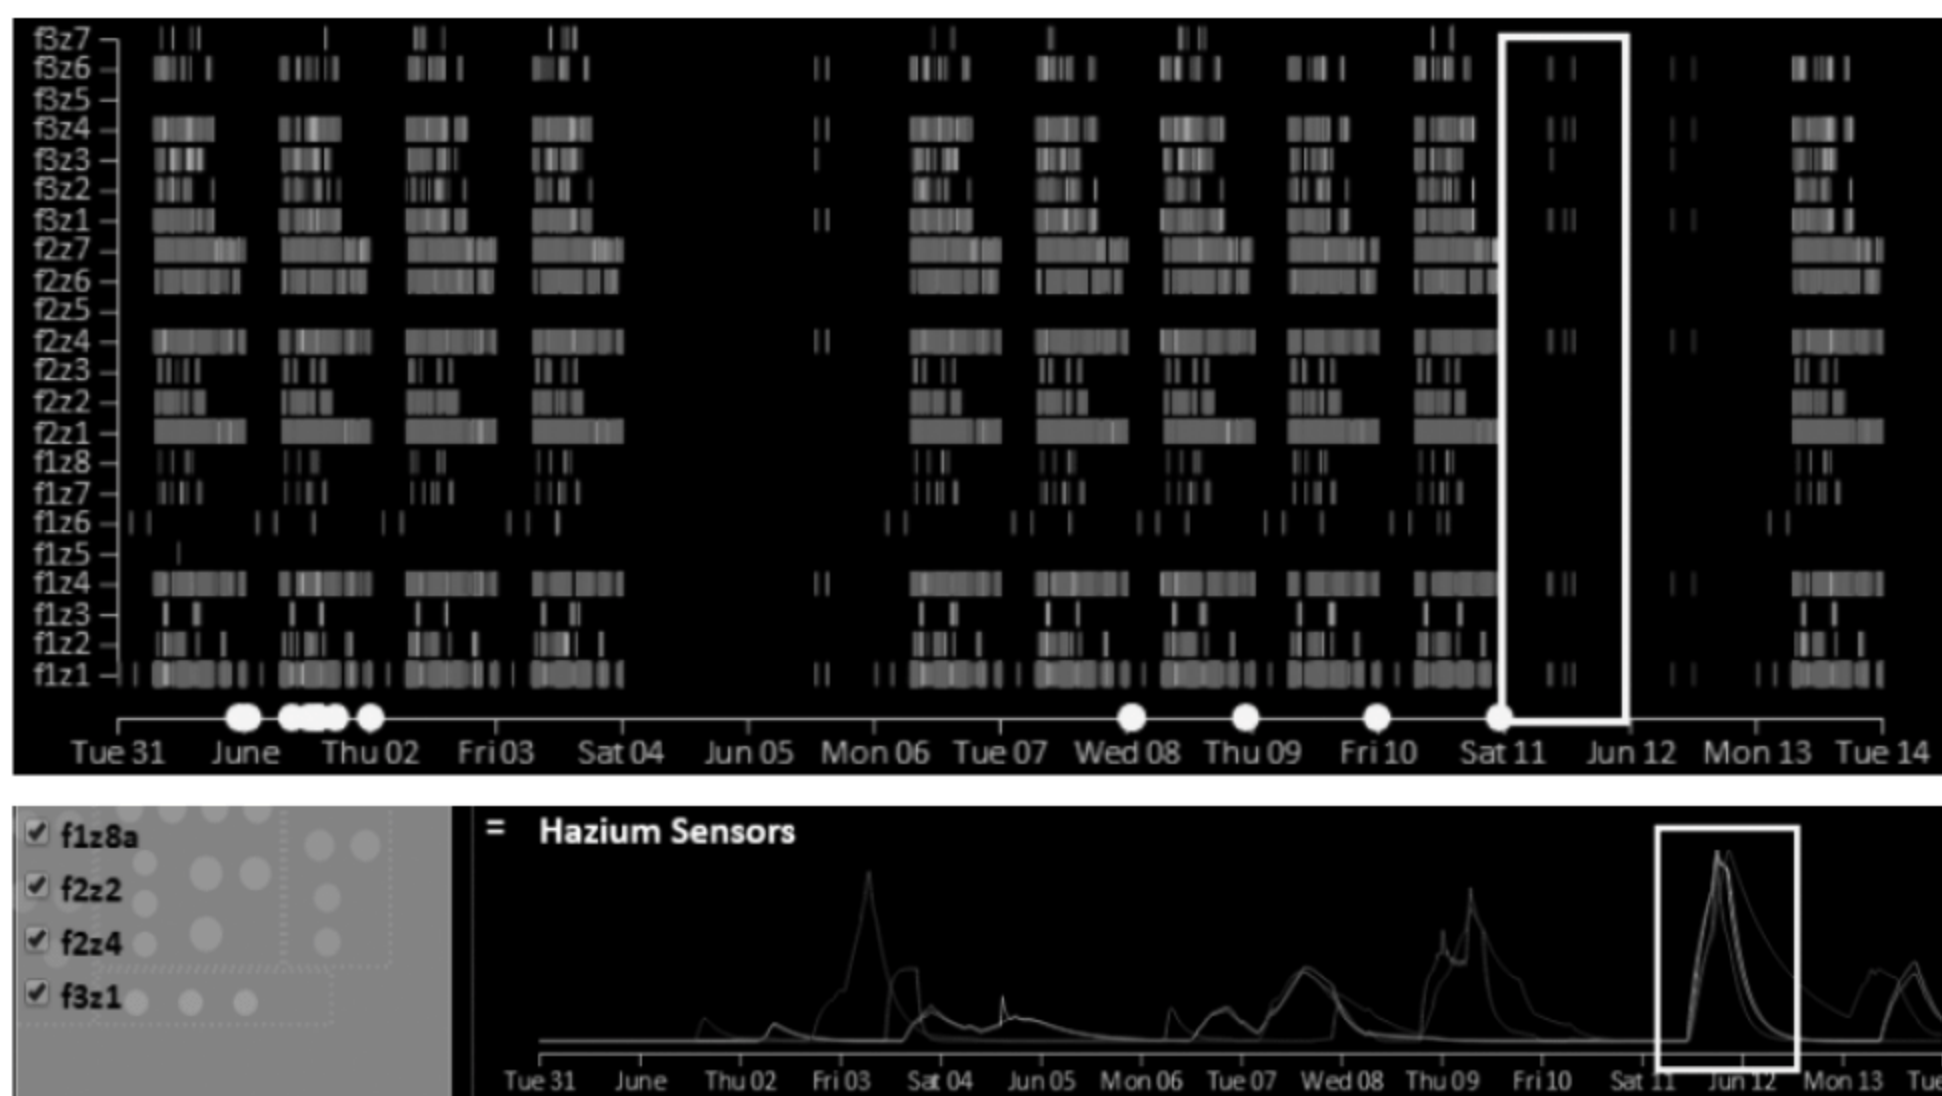 f3z7
f3z6
f3z5
f3z4
f3z3
f3z2
f3z1
f2z7
f2z6
f2z5
f2z4
f2z3
f2z2
f2z1
f1z8
f1z7
f1z6
f1z5
f1z4
f1z3
f1z2
f1z1
Tue 31 June Thu 02 Fri 03 Sat 04 Jun 05 Mon 06 Tue 07 Wed 08 Thu 09 Fri 10 Sat 11 Jun 12 Mon 13 Tue 14
f1z8a
f2z2
f2z4
f3z1
= Hazium Sensors
Tue 31 June Thu 02 Fri 03 Sat 04 Jun 05 Mon 06 Tue 07 Wed 08 Thu 09 Fri 10 Sat 11 Jun 12 Mon 13 Tue